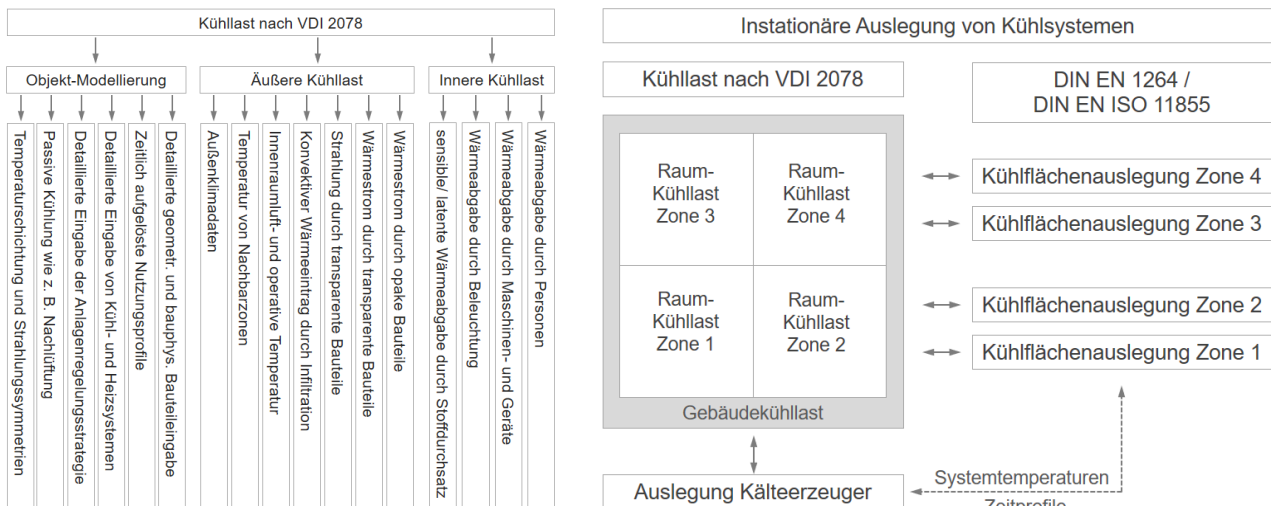 Kühllast nach VDI 2078
Objekt-Modellierung
Äußere Kühllast
Innere Kühllast
Temperaturschichtung und Strahlungssymmetrien
Passive Kühlung wie z. B. Nachlüftung
Detaillierte Eingabe der Anlagenregelungsstrategie
Detaillierte Eingabe von Kühl- und Heizsystemen
Zeitlich aufgelöste Nutzungsprofile
Detaillierte geometr. und bauphys. Bauteileingabe
Außenklimadaten
Temperatur von Nachbarzonen
Innenraumluft- und operative Temperatur
Konvektiver Wärmeeintrag durch Infiltration
Strahlung durch transparente Bauteile
Wärmestrom durch transparente Bauteile
Wärmestrom durch opake Bauteile
sensible/ latente Wärmeabgabe durch Stoffdurchsatz
Wärmeabgabe durch Beleuchtung
Wärmeabgabe durch Maschinen- und Geräte
Wärmeabgabe durch Personen
Instationäre Auslegung von Kühlsystemen
Kühllast nach VDI 2078
DIN EN 1264 /
DIN EN ISO 11855
Raum-
Kühllast
Zone 3
Raum-
Kühllast
Zone 4
Raum-
Kühllast
Zone 1
Raum-
Kühllast
Zone 2
Gebäudekühllast
Kühlflächenauslegung Zone 4
Kühlflächenauslegung Zone 3
Kühlflächenauslegung Zone 2
Kühlflächenauslegung Zone 1
Auslegung Kälteerzeuger
Systemtemperaturen
Zeitprofile